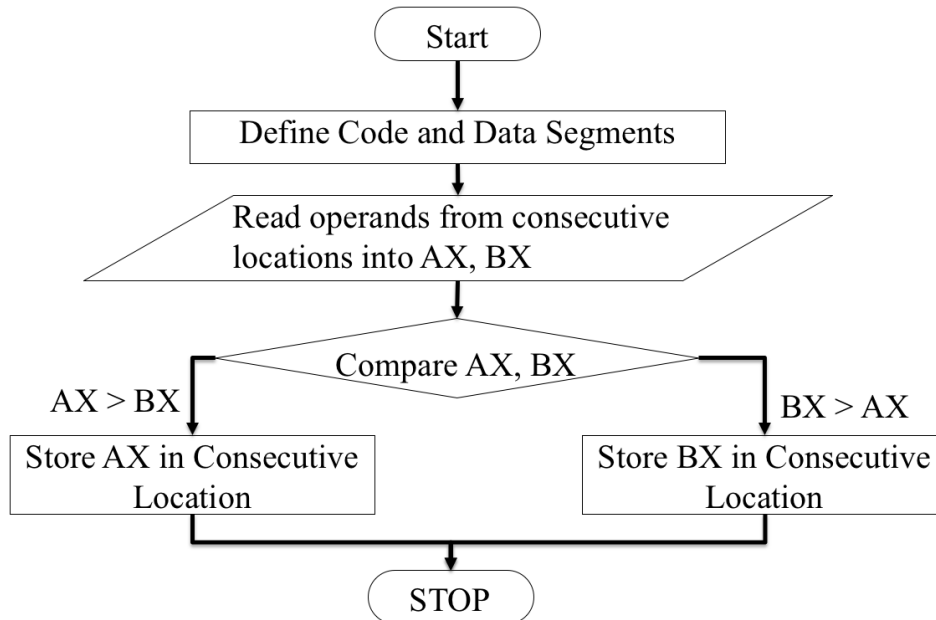 Start
Define Code and Data Segments
Read operands from consecutive
locations into AX, BX
Compare AX, BX
AX > BX
BX > AX
Store AX in Consecutive
Location
Store BX in Consecutive
Location
STOP